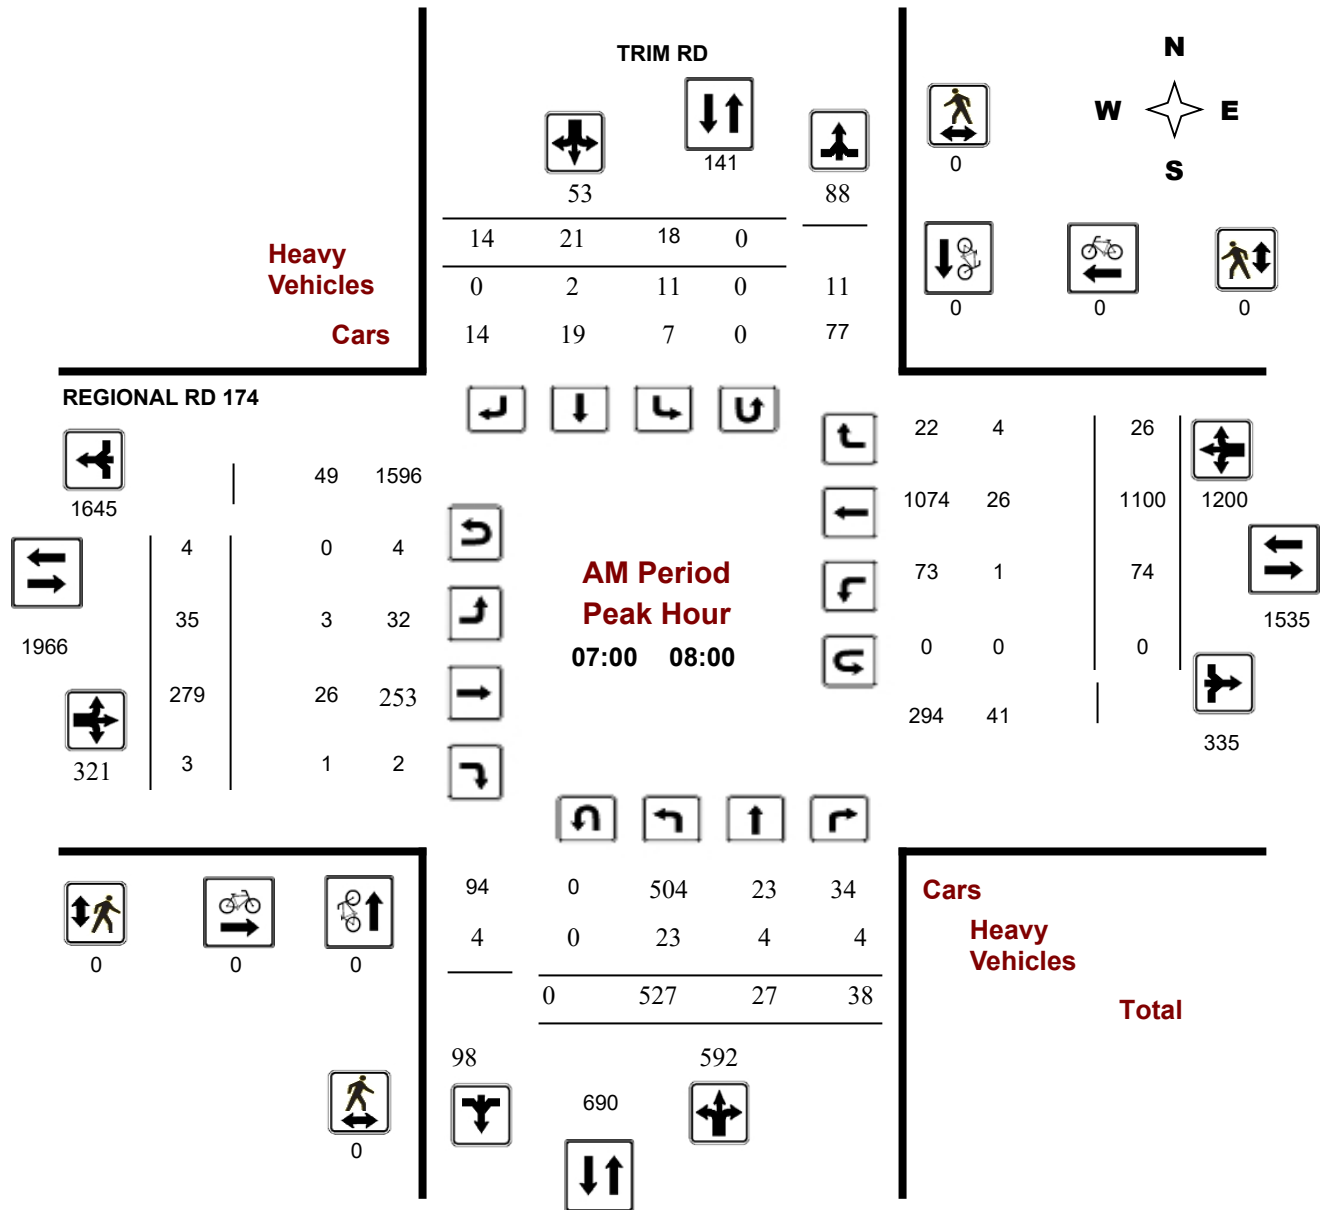 TRIM RD
N
W E
S
141
0
53
88
14 21 18 0
Heavy
Vehicles
0 2 11 0 11
0 0 0
Cars
14 19 7 0 77
REGIONAL RD 174
22 4 26
49 1596
1645
1074 26 1100 1200
4 0 4
AM Period
73 1 74
35 3 32
Peak Hour
1535
1966
07:00 08:00
0 0 0
279 26 253
294 41
335
321 3 1 2
94 0 504 23 34
Cars
4 0 23 4 4
Heavy
Vehicles
0 0 0
0 527 27 38
Total
98 592
690
0